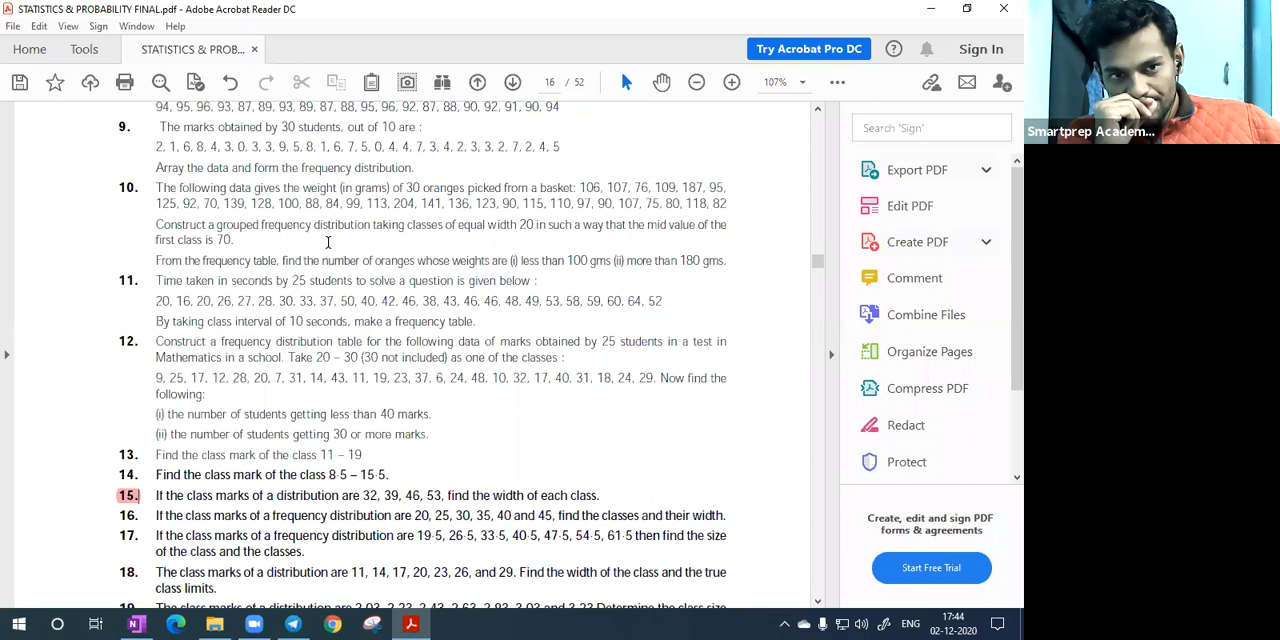 STATISTICS & PROBABILITY FINAL.pdf - Adobe Acrobat Reader DC
File Edit View Sign Window Help
Home Tools STATISTICS & PROB... × Try Acrobat Pro DC Sign In
16 / 52 107%
94, 95, 96, 93, 87, 89, 93, 89, 87, 88, 95, 96, 92, 87, 88, 90, 92, 91, 90, 94
9. The marks obtained by 30 students, out of 10 are :
2, 1, 6, 8, 4, 3, 0, 3, 3, 9, 5, 8, 1, 6, 7, 5, 0, 4, 4, 7, 3, 4, 2, 3, 3, 2, 7, 2, 4, 5
Array the data and form the frequency distribution.
10. The following data gives the weight (in grams) of 30 oranges picked from a basket: 106, 107, 76, 109, 187, 95,
125, 92, 70, 139, 128, 100, 88, 84, 99, 113, 204, 141, 136, 123, 90, 115, 110, 97, 90, 107, 75, 80, 118, 82
Construct a grouped frequency distribution taking classes of equal width 20 in such a way that the mid value of the
first class is 70.
From the frequency table, find the number of oranges whose weights are (i) less than 100 gms (ii) more than 180 gms.
11. Time taken in seconds by 25 students to solve a question is given below :
20, 16, 20, 26, 27, 28, 30, 33, 37, 50, 40, 42, 46, 38, 43, 46, 46, 48, 49, 53, 58, 59, 60, 64, 52
By taking class interval of 10 seconds, make a frequency table.
12. Construct a frequency distribution table for the following data of marks obtained by 25 students in a test in
Mathematics in a school. Take 20 – 30 (30 not included) as one of the classes :
9, 25, 17, 12, 28, 20, 7, 31, 14, 43, 11, 19, 23, 37, 6, 24, 48, 10, 32, 17, 40, 31, 18, 24, 29. Now find the
following:
(i) the number of students getting less than 40 marks.
(ii) the number of students getting 30 or more marks.
13. Find the class mark of the class 11 – 19
14. Find the class mark of the class 8·5 – 15·5.
15. If the class marks of a distribution are 32, 39, 46, 53, find the width of each class.
16. If the class marks of a frequency distribution are 20, 25, 30, 35, 40 and 45, find the classes and their width.
17. If the class marks of a frequency distribution are 19·5, 26·5, 33·5, 40·5, 47·5, 54·5, 61·5 then find the size
of the class and the classes.
18. The class marks of a distribution are 11, 14, 17, 20, 23, 26, and 29. Find the width of the class and the true
class limits.
Search 'Sign'
Export PDF
Edit PDF
Create PDF
Comment
Combine Files
Organize Pages
Compress PDF
Redact
Protect
Create, edit and sign PDF
forms & agreements
Start Free Trial
Smartprep Academ...
ENG 17:44
02-12-2020